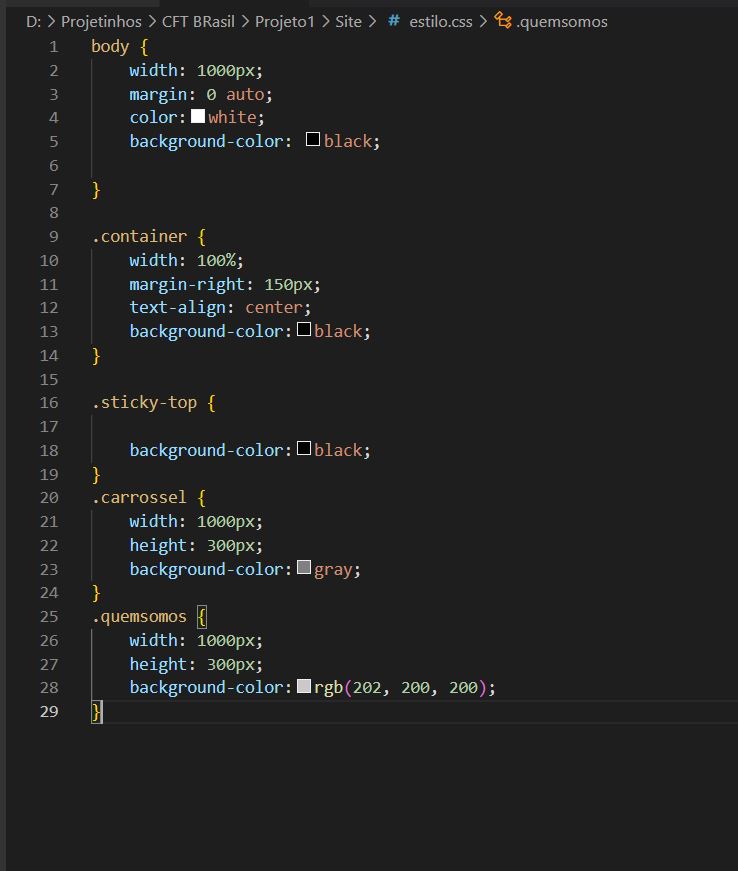 D: > Projetinhos > CFT BRasil > Projeto1 > Site > # estilo.css > .quemsomos
1 body {
2 width: 1000px;
3 margin: 0 auto;
4 color: white;
5 background-color: black;
6
7 }
8
9 .container {
10 width: 100%;
11 margin-right: 150px;
12 text-align: center;
13 background-color: black;
14 }
15
16 .sticky-top {
17
18 background-color: black;
19 }
20 .carrossel {
21 width: 1000px;
22 height: 300px;
23 background-color: gray;
24 }
25 .quemsomos {
26 width: 1000px;
27 height: 300px;
28 background-color: rgb(202, 200, 200);
29 }